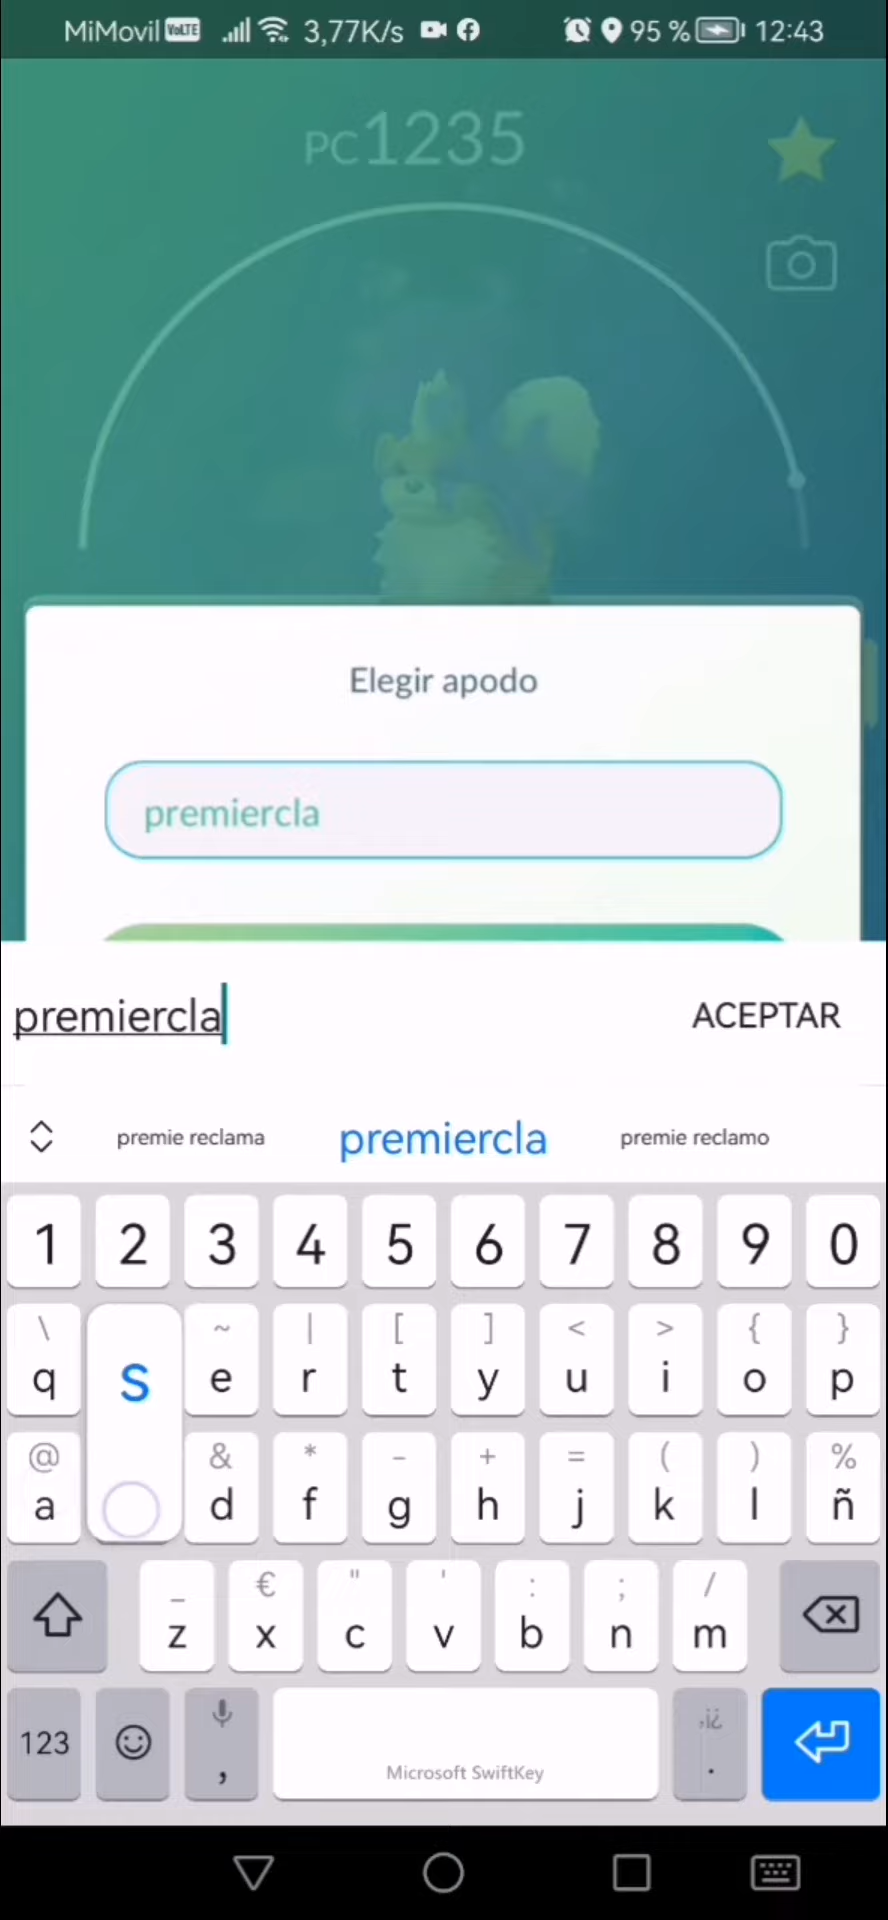 MiMovil VoLTE 3,77K/s 95 % 12:43
PC1235
Elegir apodo
premiercla
premiercla ACEPTAR
premie reclama premiercla premie reclamo
1 2 3 4 5 6 7 8 9 0
\ ~ | [ ] < > { }
q s e r t y u i o p
@ & * - + = ( ) %
a d f g h j k l ñ
_ € " ' : ; /
z x c v b n m
123 , Microsoft SwiftKey .